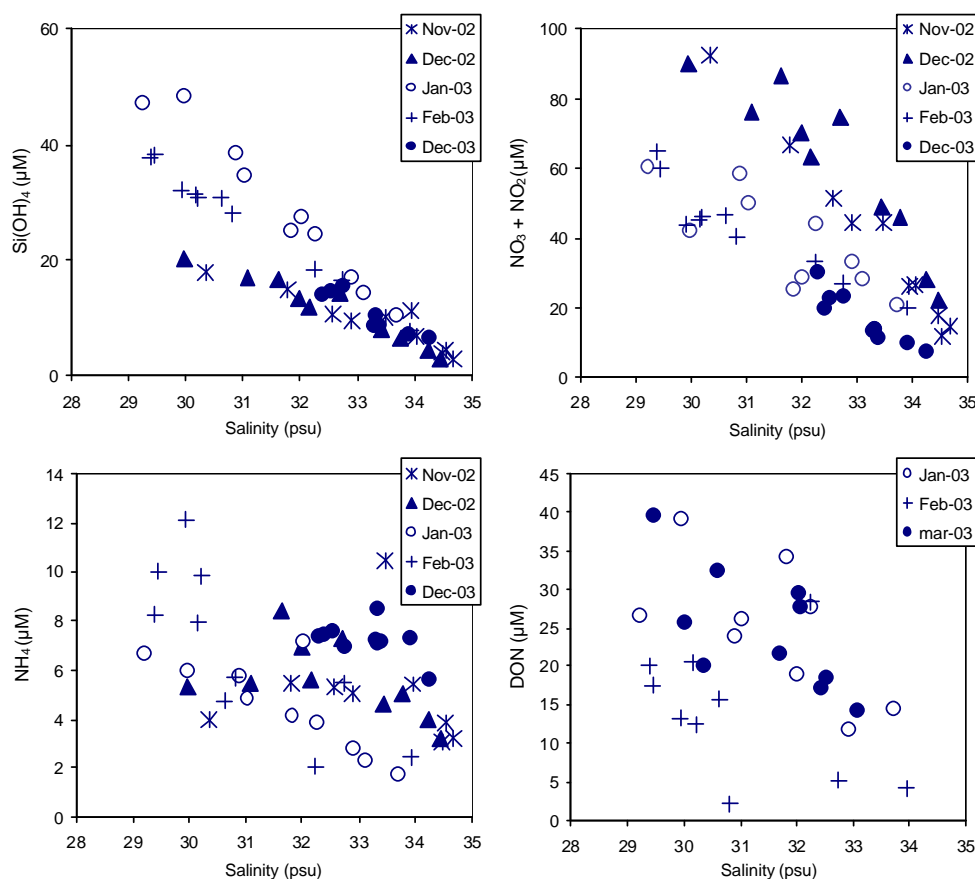 Si(OH)₄ (µM)
60
40
20
0
28 29 30 31 32 33 34 35
Salinity (psu)
Nov-02
Dec-02
Jan-03
Feb-03
Dec-03
NO₃ + NO₂ (µM)
100
80
60
40
20
0
28 29 30 31 32 33 34 35
Salinity (psu)
Nov-02
Dec-02
Jan-03
Feb-03
Dec-03
NH₄ (µM)
14
12
10
8
6
4
2
0
28 29 30 31 32 33 34 35
Salinity (psu)
Nov-02
Dec-02
Jan-03
Feb-03
Dec-03
DON (µM)
45
40
35
30
25
20
15
10
5
0
28 29 30 31 32 33 34 35
Salinity (psu)
Jan-03
Feb-03
mar-03